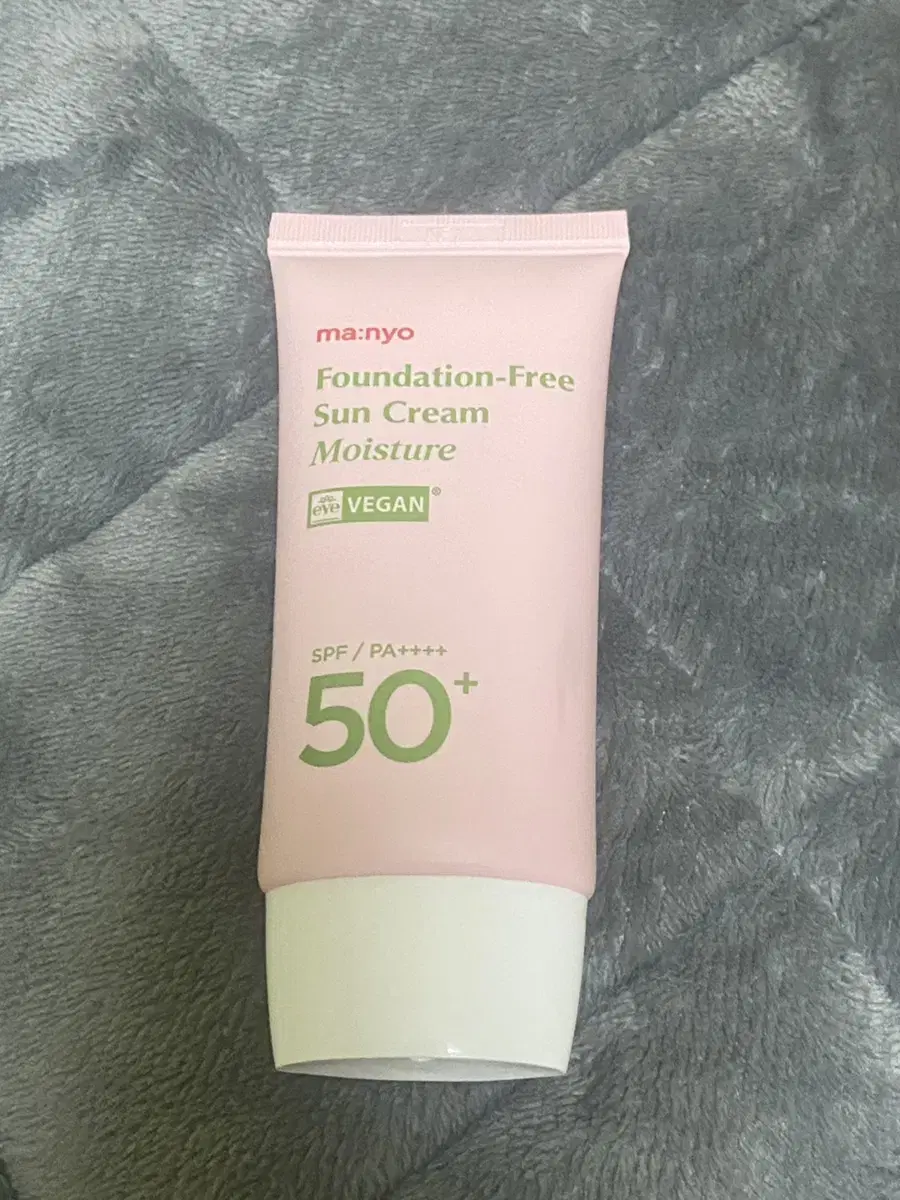 ma:nyo
Foundation-Free
Sun Cream
Moisture
eve VEGAN®
SPF / PA++++
50+